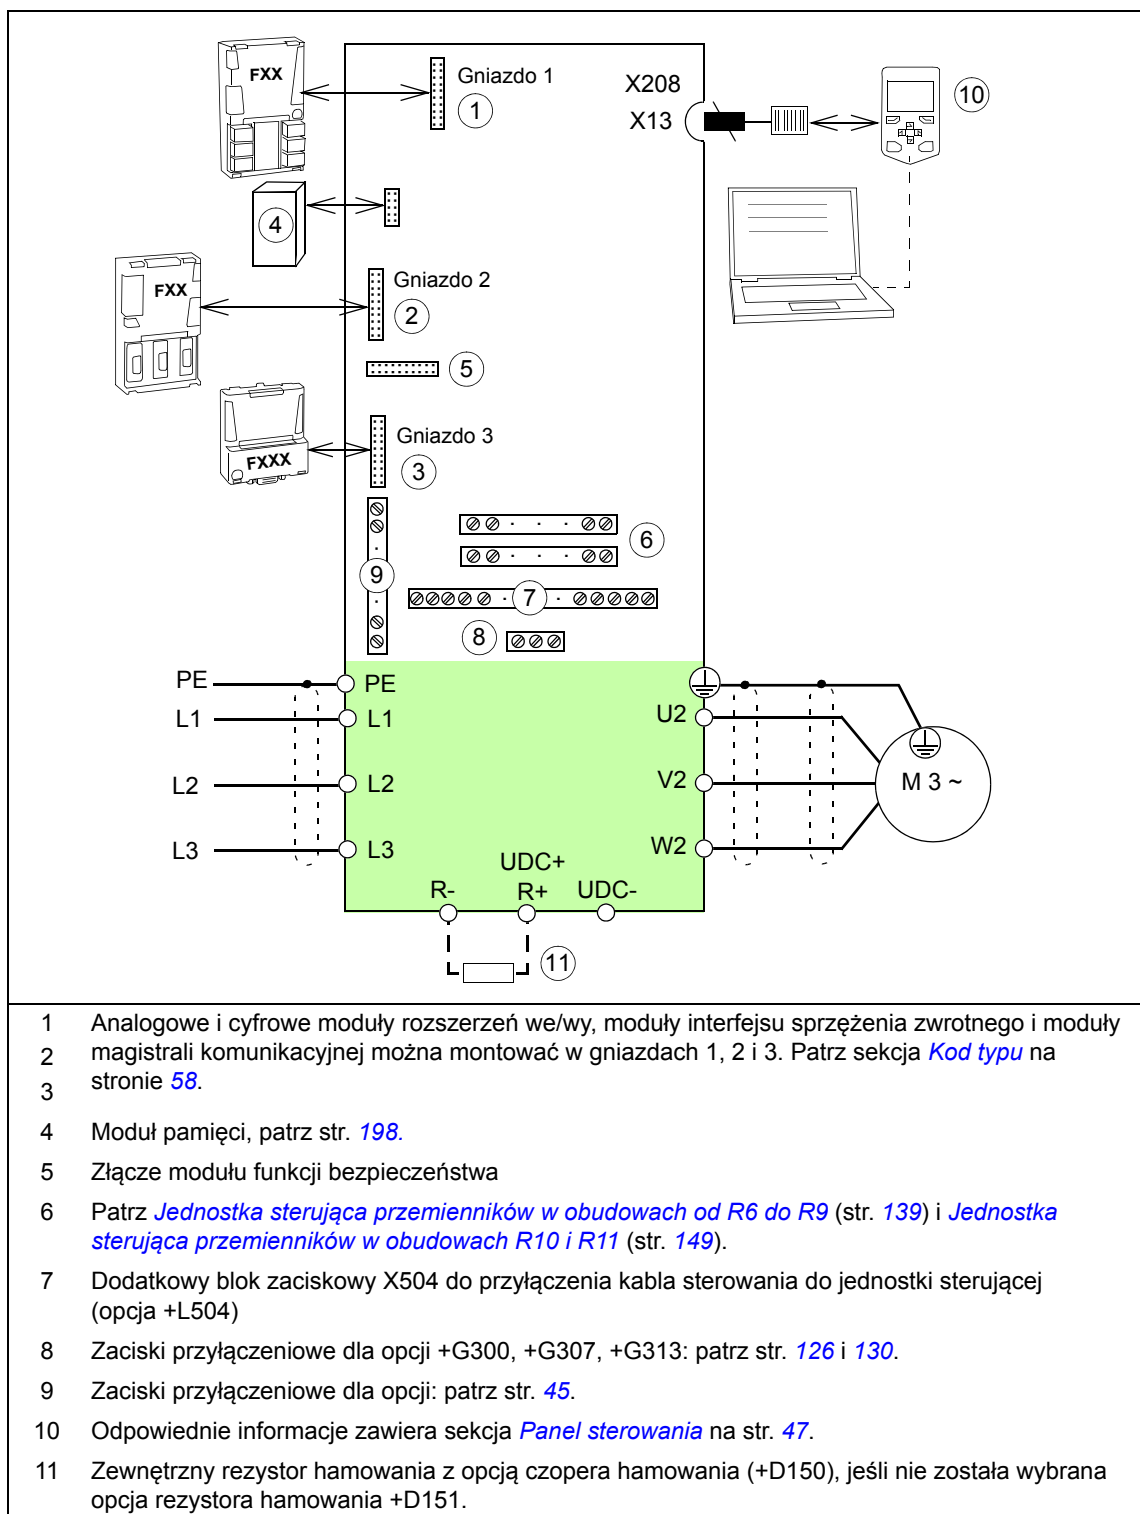 FXX
Gniazdo 1
1
X208
X13
10
4
FXX
Gniazdo 2
2
5
FXXX
Gniazdo 3
3
6
9
7
8
PE
PE
L1
L1
U2
L2
L2
V2
M 3 ~
L3
L3
W2
UDC+
R-
R+
UDC-
11
1 Analogowe i cyfrowe moduły rozszerzeń we/wy, moduły interfejsu sprzężenia zwrotnego i moduły
2 magistrali komunikacyjnej można montować w gniazdach 1, 2 i 3. Patrz sekcja Kod typu na
3 stronie 58.
4 Moduł pamięci, patrz str. 198.
5 Złącze modułu funkcji bezpieczeństwa
6 Patrz Jednostka sterująca przemienników w obudowach od R6 do R9 (str. 139) i Jednostka
sterująca przemienników w obudowach R10 i R11 (str. 149).
7 Dodatkowy blok zaciskowy X504 do przyłączenia kabla sterowania do jednostki sterującej
(opcja +L504)
8 Zaciski przyłączeniowe dla opcji +G300, +G307, +G313: patrz str. 126 i 130.
9 Zaciski przyłączeniowe dla opcji: patrz str. 45.
10 Odpowiednie informacje zawiera sekcja Panel sterowania na str. 47.
11 Zewnętrzny rezystor hamowania z opcją czopera hamowania (+D150), jeśli nie została wybrana
opcja rezystora hamowania +D151.